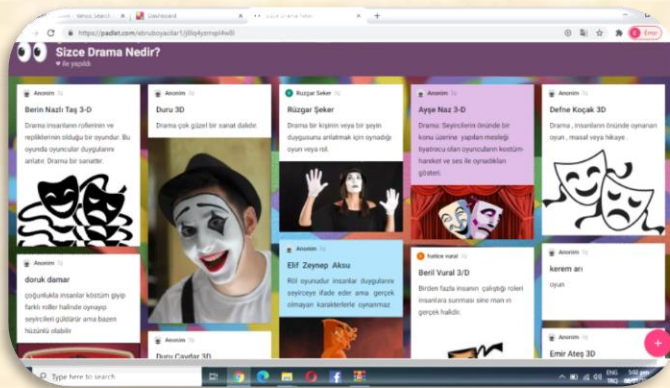 Dashboard
https://padlet.com/ebruboyacilar1/
Error
Sizce Drama Nedir?
♥ ile yapıldı
Anonim
Berin Nazlı Taş 3-D
Drama insanların rollerinin ve
repliklerinin olduğu bir oyundur. Bu
oyunda oyuncular duygularını
anlatır. Drama bir sanattır.
Anonim
doruk damar
çoğunlukla insanlar köstüm giyip
farklı roller halinde oynayıp
seyircileri güldürür ama bazen
hüzünlü olabilir
Anonim
Duru 3D
Drama çok güzel bir sanat dalıdır.
Anonim
Duru Çavdar 3D
Rüzgar Şeker
Rüzgar Şeker
Drama bir kişinin veya bir şeyin
duygusunu anlatmak için oynadığı
oyun veya rol.
Anonim
Elif Zeynep Aksu
Rol oyunudur insanlar duygularını
seyirceye ifade eder ama gerçek
olmayan karakterlerle oynanmaz
Anonim
Ayşe Naz 3-D
Drama: Seyircilerin önünde bir
konu üzerine yapılan mesleği
tiyatrocu olan oyuncuların kostüm-
hareket ve ses ile oynadıkları
gösteri.
hatice vural
Beril Vural 3/D
Birden fazla insanın çalıştığı roleri
insanlara sunması sine man ın
gerçek halidir.
Anonim
Defne Koçak 3D
Drama , insanların önünde oynanan
oyun , masal veya hikaye .
Anonim
kerem arı
oyun
Anonim
Emir Ateş 3D
Type here to search
ENG
TRQ